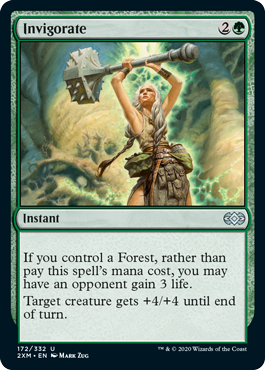 Invigorate 2
Instant
If you control a Forest, rather than
pay this spell's mana cost, you may
have an opponent gain 3 life.
Target creature gets +4/+4 until end
of turn.
172/332 U
2XM • EN Mark Zug
™ & © 2020 Wizards of the Coast